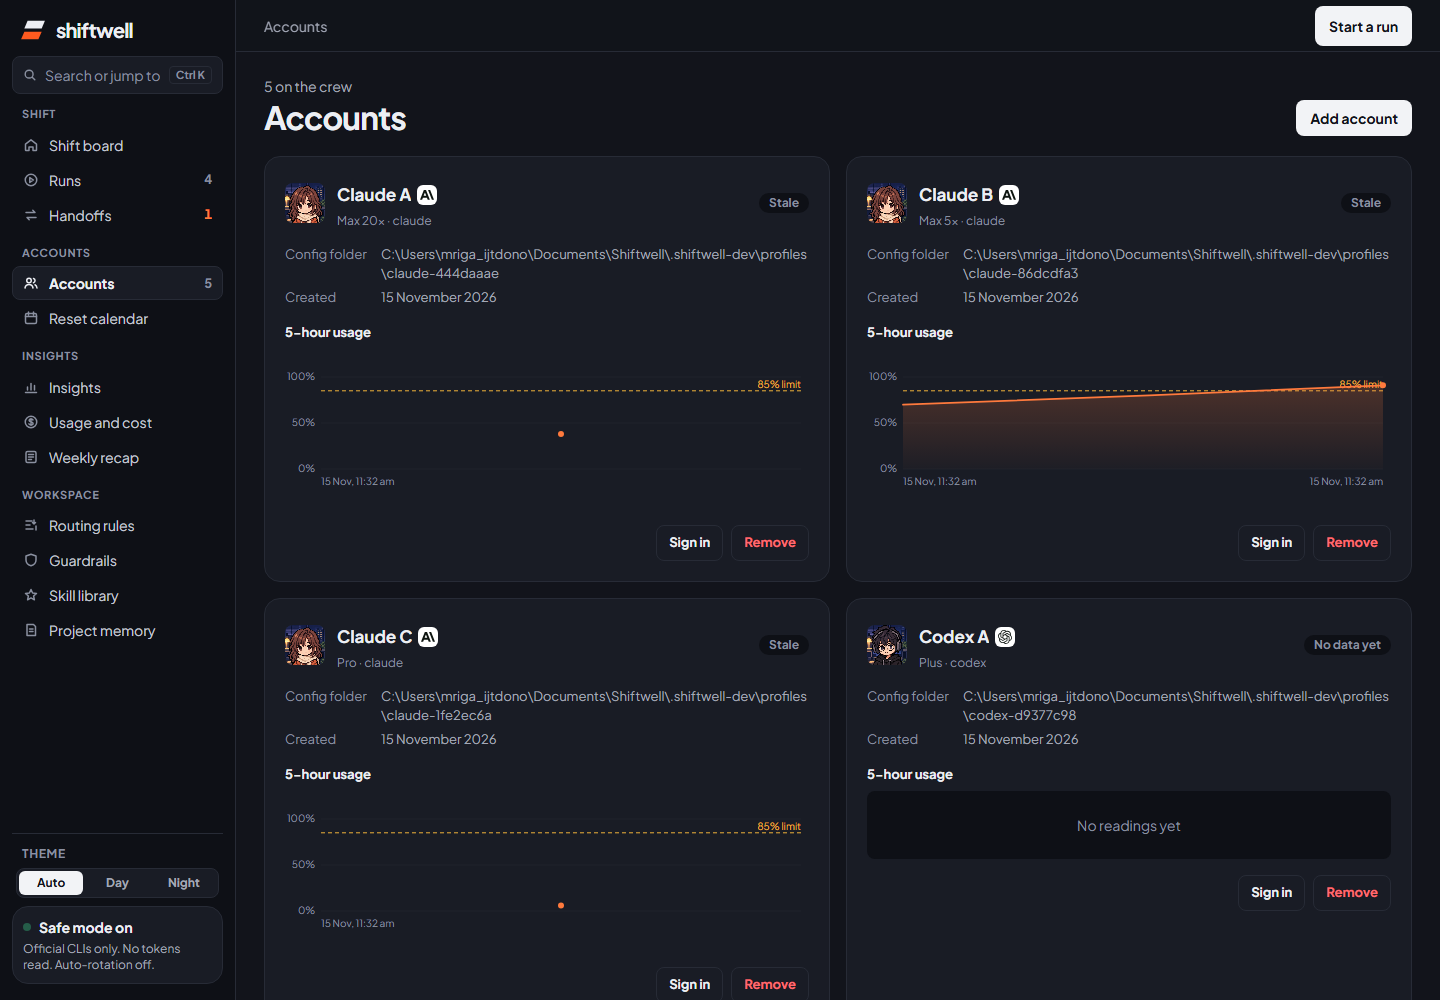 shiftwell
Search or jump to
Ctrl K
SHIFT
Shift board
Runs 4
Handoffs 1
ACCOUNTS
Accounts 5
Reset calendar
INSIGHTS
Insights
Usage and cost
Weekly recap
WORKSPACE
Routing rules
Guardrails
Skill library
Project memory
THEME
Auto Day Night
Safe mode on
Official CLIs only. No tokens
read. Auto-rotation off.
Accounts
Start a run
5 on the crew
Accounts
Add account
Claude A
Max 20× · claude
Stale
Config folder C:\Users\mriga_ijtdono\Documents\Shiftwell\.shiftwell-dev\profiles
\claude-444daaae
Created 15 November 2026
5-hour usage
100%
85% limit
50%
0%
15 Nov, 11:32 am
Sign in Remove
Claude B
Max 5× · claude
Stale
Config folder C:\Users\mriga_ijtdono\Documents\Shiftwell\.shiftwell-dev\profiles
\claude-86dcdfa3
Created 15 November 2026
5-hour usage
100%
85% limit
50%
0%
15 Nov, 11:32 am 15 Nov, 11:32 am
Sign in Remove
Claude C
Pro · claude
Stale
Config folder C:\Users\mriga_ijtdono\Documents\Shiftwell\.shiftwell-dev\profiles
\claude-1fe2ec6a
Created 15 November 2026
5-hour usage
100%
85% limit
50%
0%
15 Nov, 11:32 am
Sign in Remove
Codex A
Plus · codex
No data yet
Config folder C:\Users\mriga_ijtdono\Documents\Shiftwell\.shiftwell-dev\profiles
\codex-d9377c98
Created 15 November 2026
5-hour usage
No readings yet
Sign in Remove